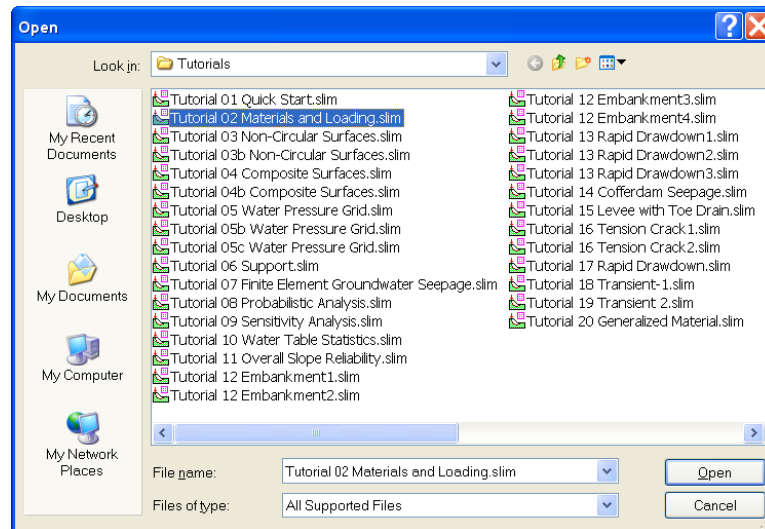 Open
Look in:
Tutorials
My Recent
Documents
Desktop
My Documents
My Computer
My Network
Places
Tutorial 01 Quick Start.slim
Tutorial 02 Materials and Loading.slim
Tutorial 03 Non-Circular Surfaces.slim
Tutorial 03b Non-Circular Surfaces.slim
Tutorial 04 Composite Surfaces.slim
Tutorial 04b Composite Surfaces.slim
Tutorial 05 Water Pressure Grid.slim
Tutorial 05b Water Pressure Grid.slim
Tutorial 05c Water Pressure Grid.slim
Tutorial 06 Support.slim
Tutorial 07 Finite Element Groundwater Seepage.slim
Tutorial 08 Probabilistic Analysis.slim
Tutorial 09 Sensitivity Analysis.slim
Tutorial 10 Water Table Statistics.slim
Tutorial 11 Overall Slope Reliability.slim
Tutorial 12 Embankment1.slim
Tutorial 12 Embankment2.slim
Tutorial 12 Embankment3.slim
Tutorial 12 Embankment4.slim
Tutorial 13 Rapid Drawdown1.slim
Tutorial 13 Rapid Drawdown2.slim
Tutorial 13 Rapid Drawdown3.slim
Tutorial 14 Cofferdam Seepage.slim
Tutorial 15 Levee with Toe Drain.slim
Tutorial 16 Tension Crack1.slim
Tutorial 16 Tension Crack2.slim
Tutorial 17 Rapid Drawdown.slim
Tutorial 18 Transient-1.slim
Tutorial 19 Transient 2.slim
Tutorial 20 Generalized Material.slim
File name:
Tutorial 02 Materials and Loading.slim
Open
Files of type:
All Supported Files
Cancel